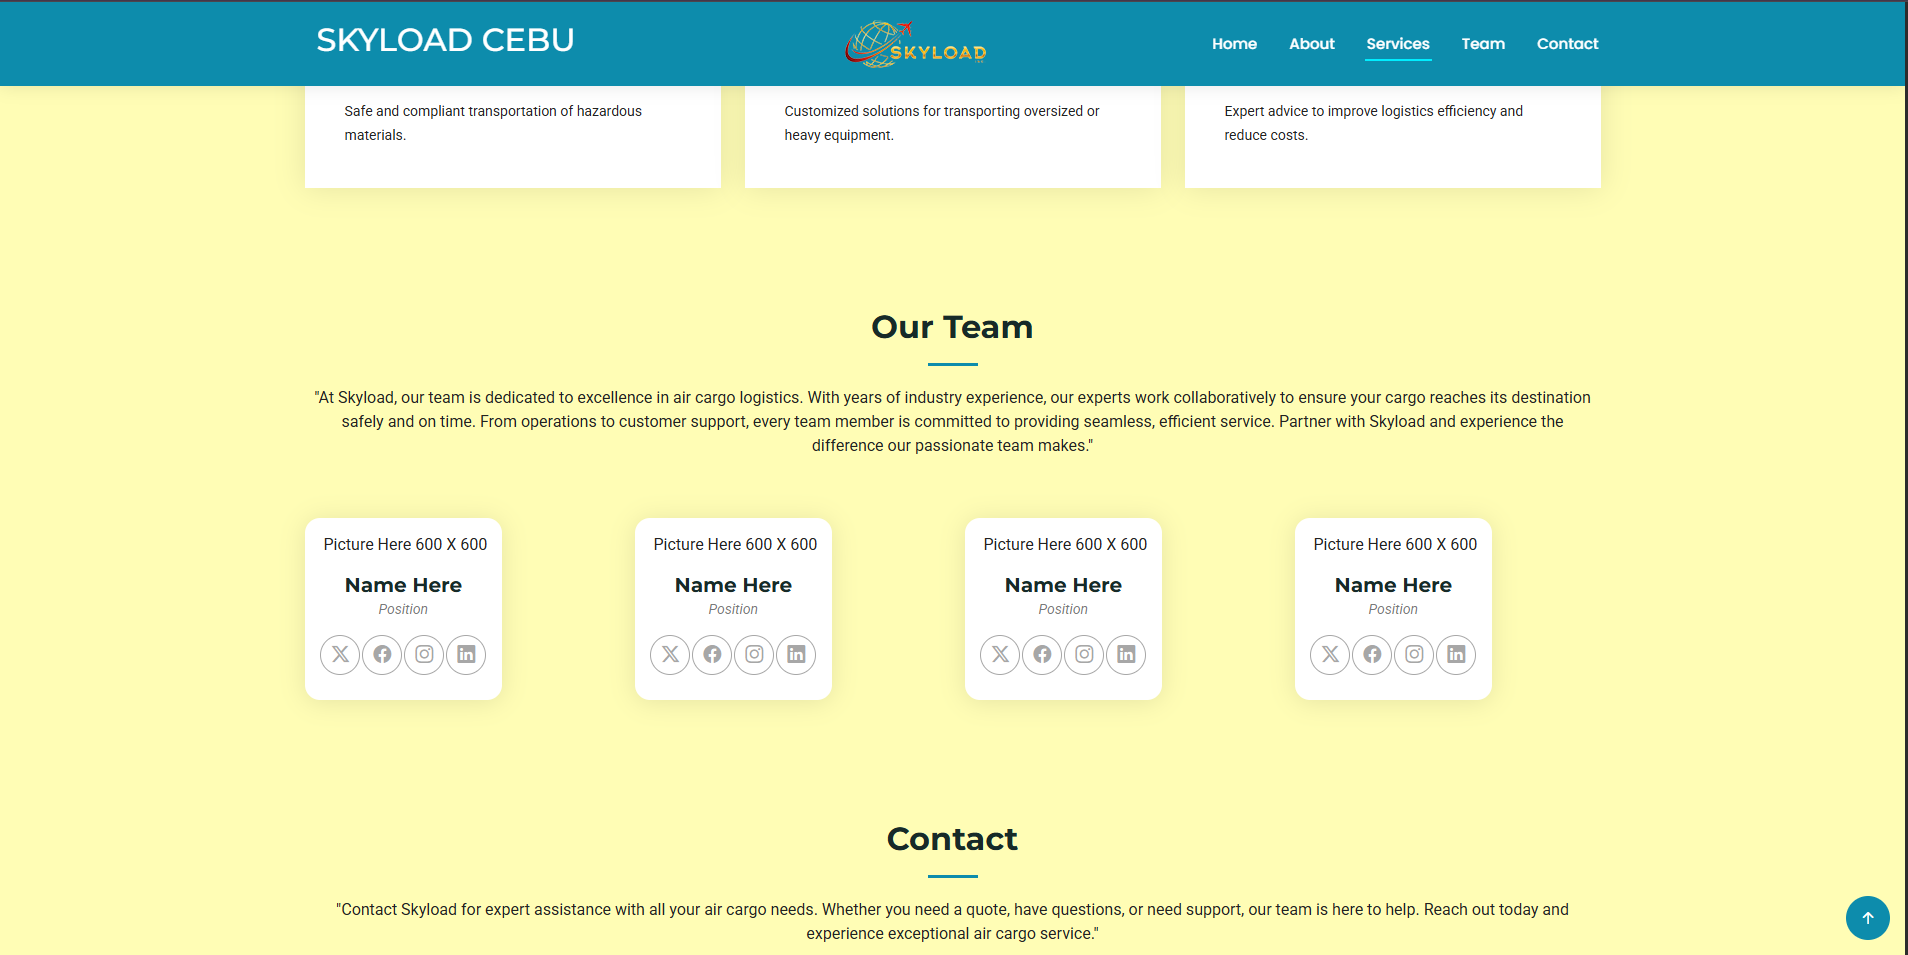 SKYLOAD CEBU
SKYLOAD
Home About Services Team Contact
Safe and compliant transportation of hazardous
materials.
Customized solutions for transporting oversized or
heavy equipment.
Expert advice to improve logistics efficiency and
reduce costs.
Our Team
"At Skyload, our team is dedicated to excellence in air cargo logistics. With years of industry experience, our experts work collaboratively to ensure your cargo reaches its destination
safely and on time. From operations to customer support, every team member is committed to providing seamless, efficient service. Partner with Skyload and experience the
difference our passionate team makes."
Picture Here 600 X 600
Name Here
Position
Picture Here 600 X 600
Name Here
Position
Picture Here 600 X 600
Name Here
Position
Picture Here 600 X 600
Name Here
Position
Contact
"Contact Skyload for expert assistance with all your air cargo needs. Whether you need a quote, have questions, or need support, our team is here to help. Reach out today and
experience exceptional air cargo service."